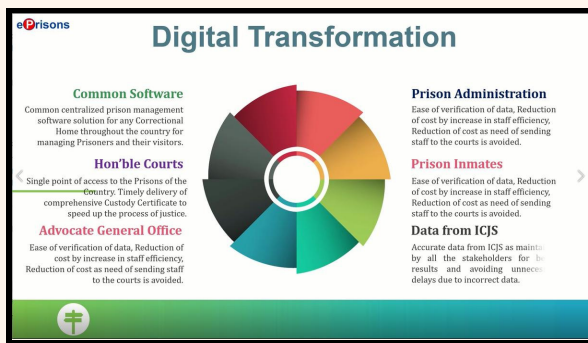 ePrisons
Digital Transformation
Common Software
Common centralized prison management
software solution for any Correctional
Home throughout the country for
managing Prisoners and their visitors.
Hon'ble Courts
Single point of access to the Prisons of the
Country. Timely delivery of
comprehensive Custody Certificate to
speed up the process of justice.
Advocate General Office
Ease of verification of data, Reduction of
cost by increase in staff efficiency,
Reduction of cost as need of sending staff
to the courts is avoided.
Prison Administration
Ease of verification of data, Reduction
of cost by increase in staff efficiency,
Reduction of cost as need of sending
staff to the courts is avoided.
Prison Inmates
Ease of verification of data, Reduction
of cost by increase in staff efficiency,
Reduction of cost as need of sending
staff to the courts is avoided.
Data from ICJS
Accurate data from ICJS as
by all the stakeholders for
results and avoiding
delays due to incorrect data.